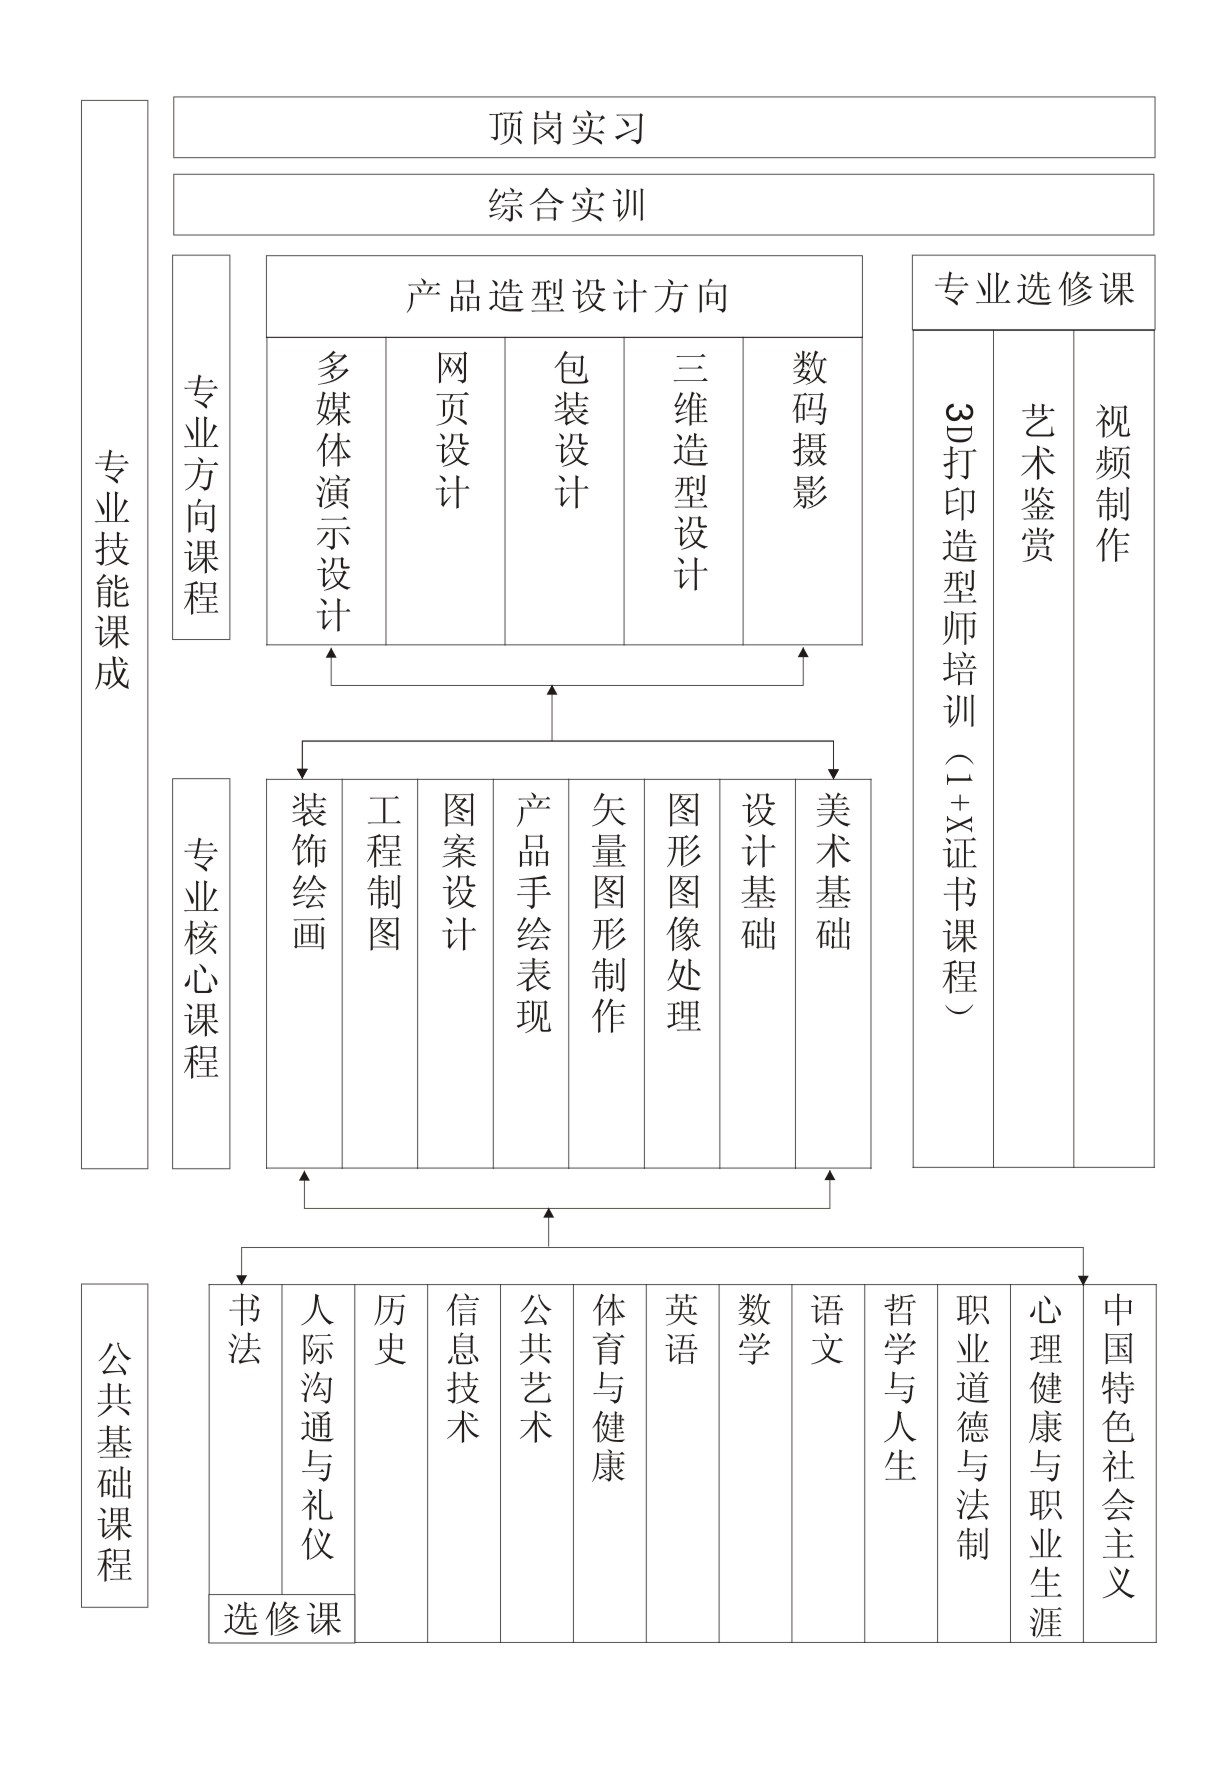 顶岗实习
综合实训
专业技能课成
专业方向课程
产品造型设计方向
多媒体演示设计
网页设计
包装设计
三维造型设计
数码摄影
专业选修课
3D打印造型师培训（1+X证书课程）
艺术鉴赏
视频制作
专业核心课程
装饰绘画
工程制图
图案设计
产品手绘表现
矢量图形制作
图形图像处理
设计基础
美术基础
公共基础课程
书法
人际沟通与礼仪
选修课
历史
信息技术
公共艺术
体育与健康
英语
数学
语文
哲学与人生
职业道德与法制
心理健康与职业生涯
中国特色社会主义